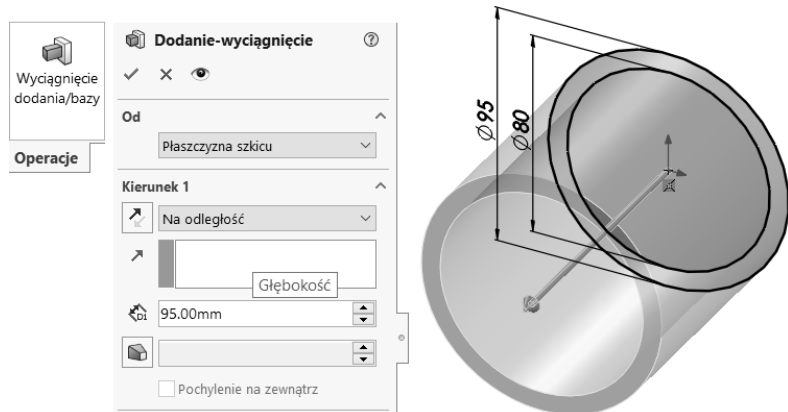 Wyciągnięcie
dodania/bazy
Operacje
Dodanie-wyciągnięcie
Od
Płaszczyzna szkicu
Kierunek 1
Na odległość
Głębokość
D1
95.00mm
Pochylenie na zewnątrz
Ø95
Ø80